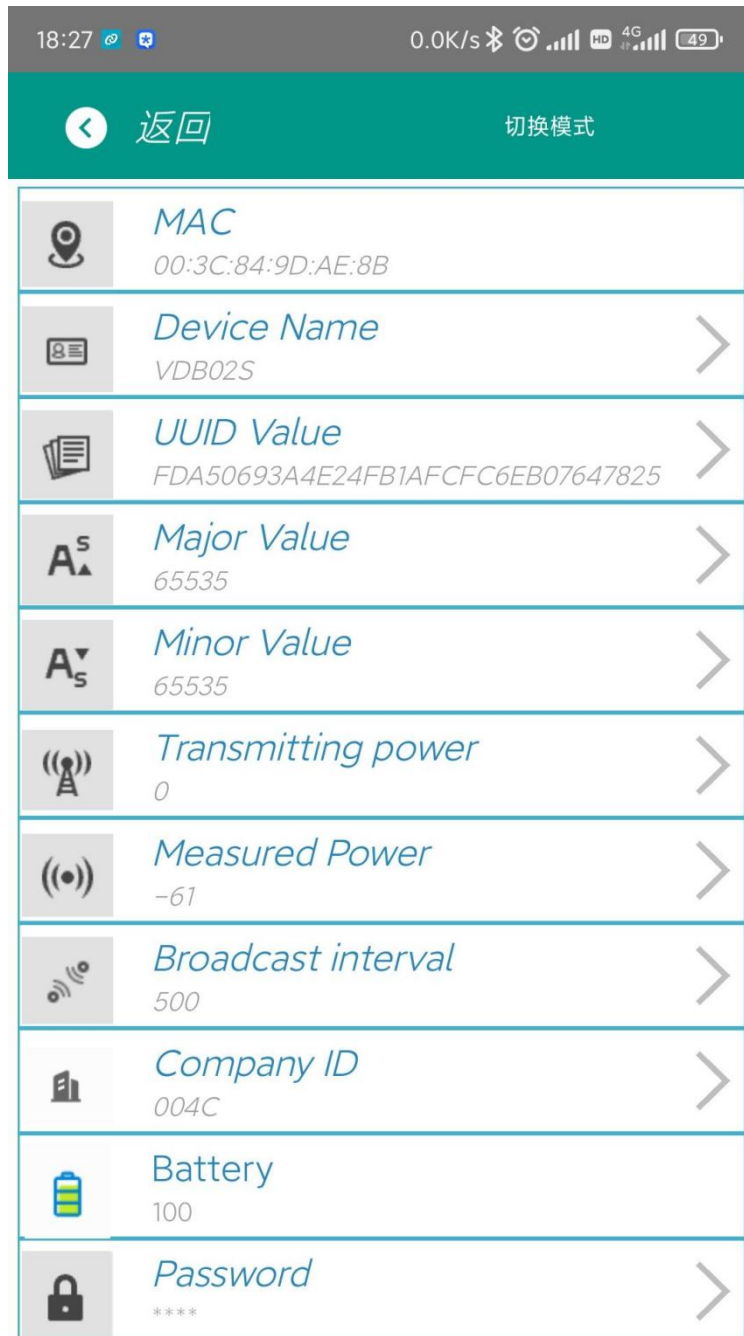 18:27 0.0K/s HD 4G 49
返回 切换模式
MAC
00:3C:84:9D:AE:8B
Device Name
VDB02S
UUID Value
FDA50693A4E24FB1AFCFC6EB07647825
Major Value
65535
Minor Value
65535
Transmitting power
0
Measured Power
-61
Broadcast interval
500
Company ID
004C
Battery
100
Password
****